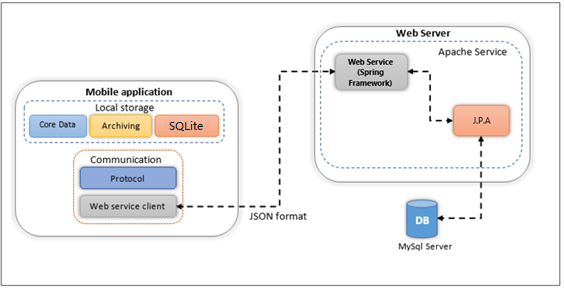 Web Server
Apache Service
Web Service
(Spring
Framework)
J.P.A
Mobile application
Local storage
Core Data
Archiving
SQLite
Communication
Protocol
Web service client
JSON format
DB
MySql Server